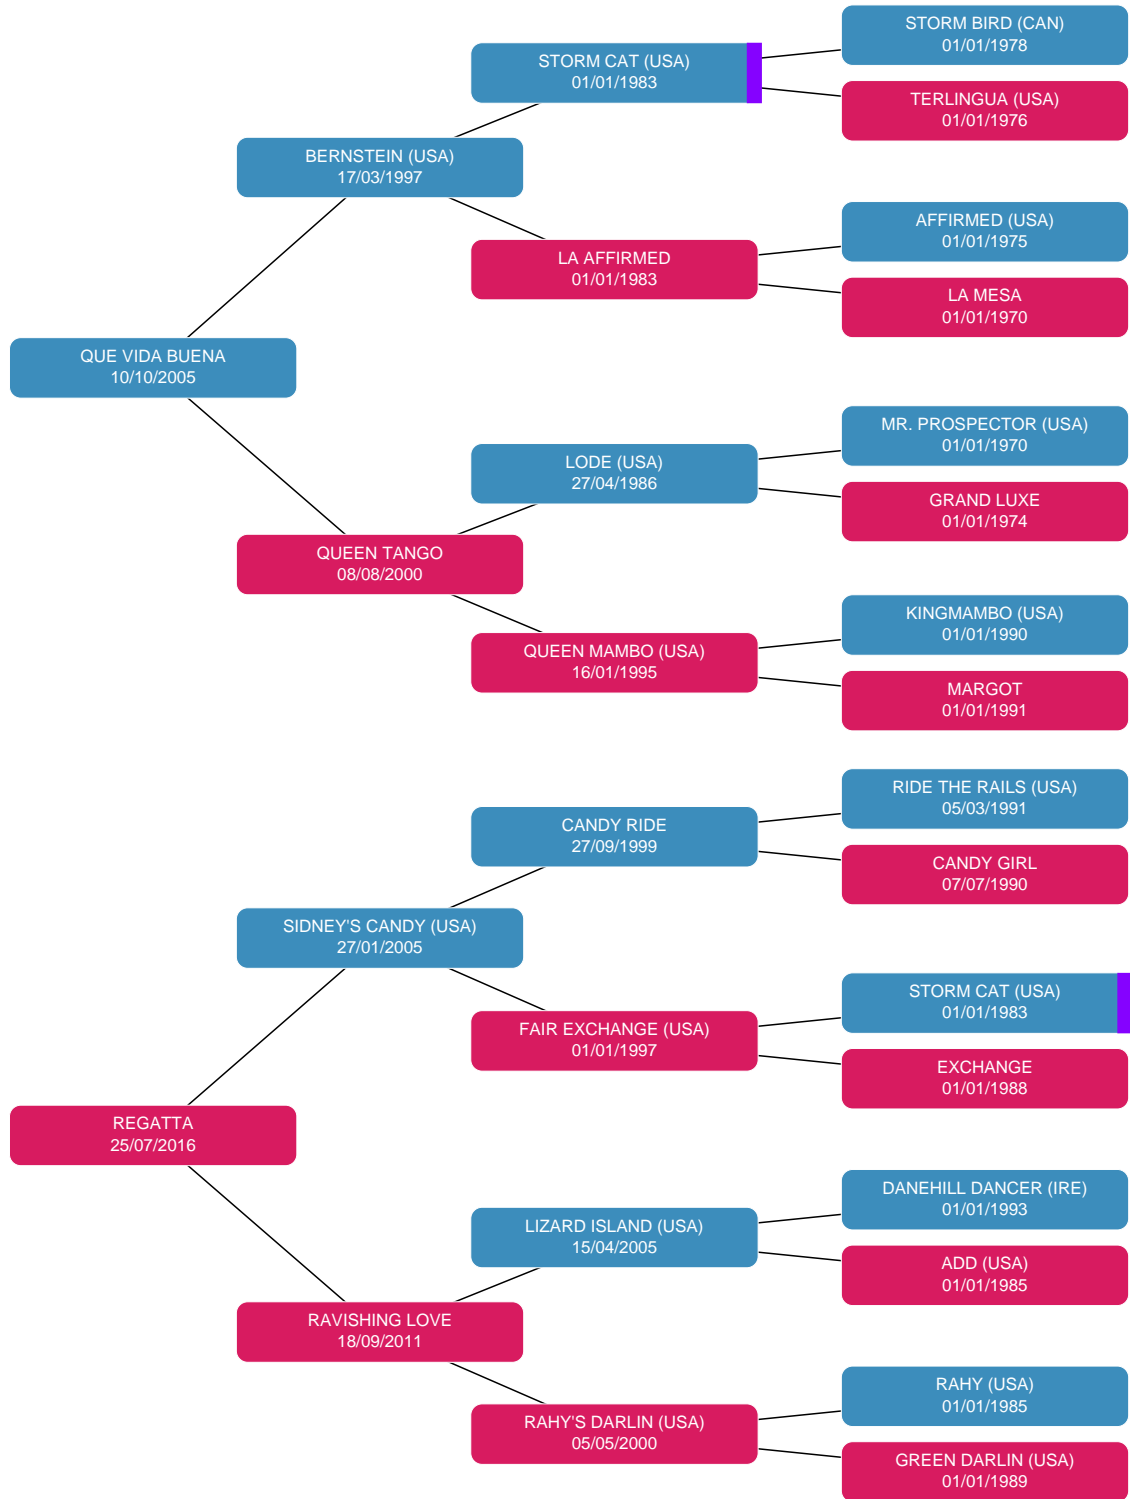 STORM BIRD (CAN)
01/01/1978
STORM CAT (USA)
01/01/1983
TERLINGUA (USA)
01/01/1976
BERNSTEIN (USA)
17/03/1997
AFFIRMED (USA)
01/01/1975
LA AFFIRMED
01/01/1983
LA MESA
01/01/1970
QUE VIDA BUENA
10/10/2005
MR. PROSPECTOR (USA)
01/01/1970
LODE (USA)
27/04/1986
GRAND LUXE
01/01/1974
QUEEN TANGO
08/08/2000
KINGMAMBO (USA)
01/01/1990
QUEEN MAMBO (USA)
16/01/1995
MARGOT
01/01/1991
RIDE THE RAILS (USA)
05/03/1991
CANDY RIDE
27/09/1999
CANDY GIRL
07/07/1990
SIDNEY'S CANDY (USA)
27/01/2005
STORM CAT (USA)
01/01/1983
FAIR EXCHANGE (USA)
01/01/1997
EXCHANGE
01/01/1988
REGATTA
25/07/2016
DANEHILL DANCER (IRE)
01/01/1993
LIZARD ISLAND (USA)
15/04/2005
ADD (USA)
01/01/1985
RAVISHING LOVE
18/09/2011
RAHY (USA)
01/01/1985
RAHY'S DARLIN (USA)
05/05/2000
GREEN DARLIN (USA)
01/01/1989